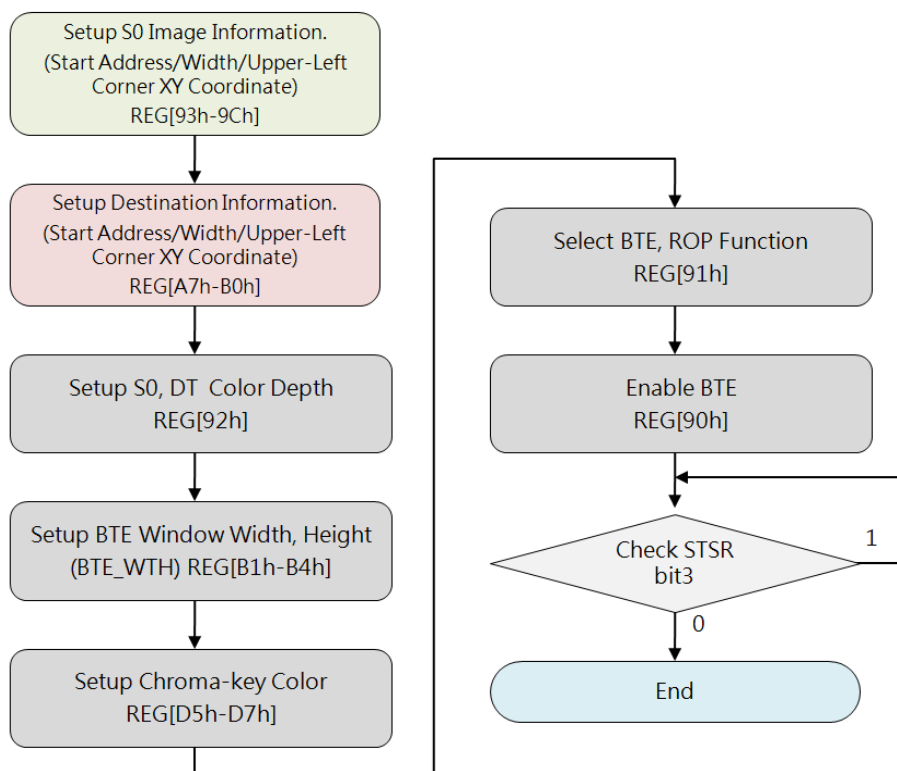 Setup S0 Image Information.
(Start Address/Width/Upper-Left
Corner XY Coordinate)
REG[93h-9Ch]
Setup Destination Information.
(Start Address/Width/Upper-Left
Corner XY Coordinate)
REG[A7h-B0h]
Setup S0, DT Color Depth
REG[92h]
Setup BTE Window Width, Height
(BTE_WTH) REG[B1h-B4h]
Setup Chroma-key Color
REG[D5h-D7h]
Select BTE, ROP Function
REG[91h]
Enable BTE
REG[90h]
Check STSR
bit3
1
0
End